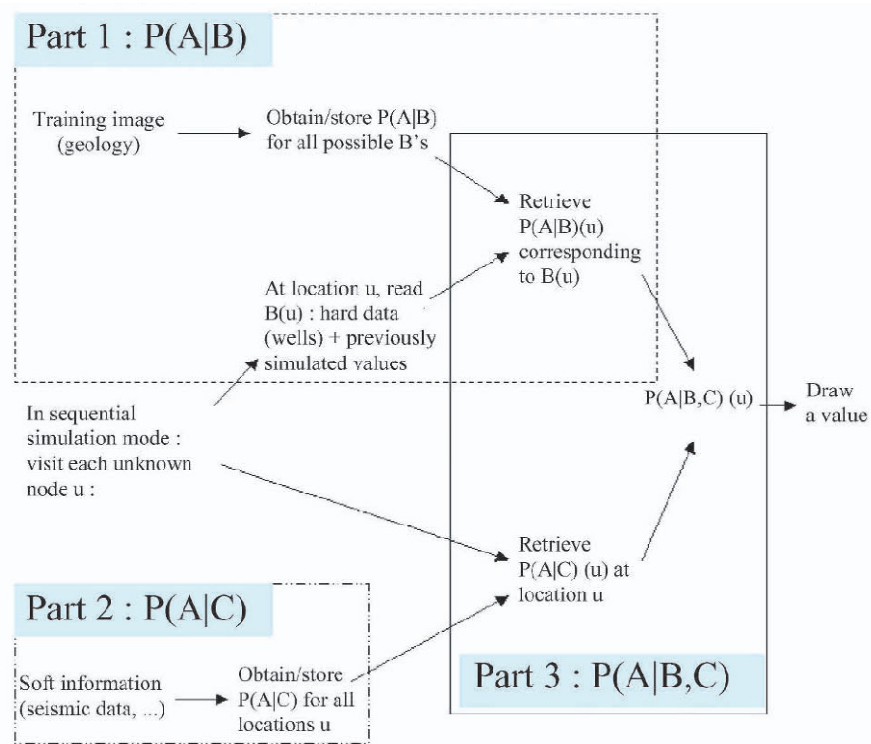 Part 1 : P(A|B)
Training image
(geology)
Obtain/store P(A|B)
for all possible B's
Retrieve
P(A|B)(u)
corresponding
to B(u)
At location u, read
B(u) : hard data
(wells) + previously
simulated values
P(A|B,C) (u)
Draw
a value
In sequential
simulation mode :
visit each unknown
node u :
Retrieve
P(A|C) (u) at
location u
Part 2 : P(A|C)
Soft information
(seismic data, ...)
Obtain/store
P(A|C) for all
locations u
Part 3 : P(A|B,C)